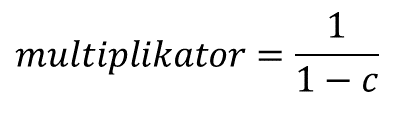 multiplikator = 1 / (1 − c)